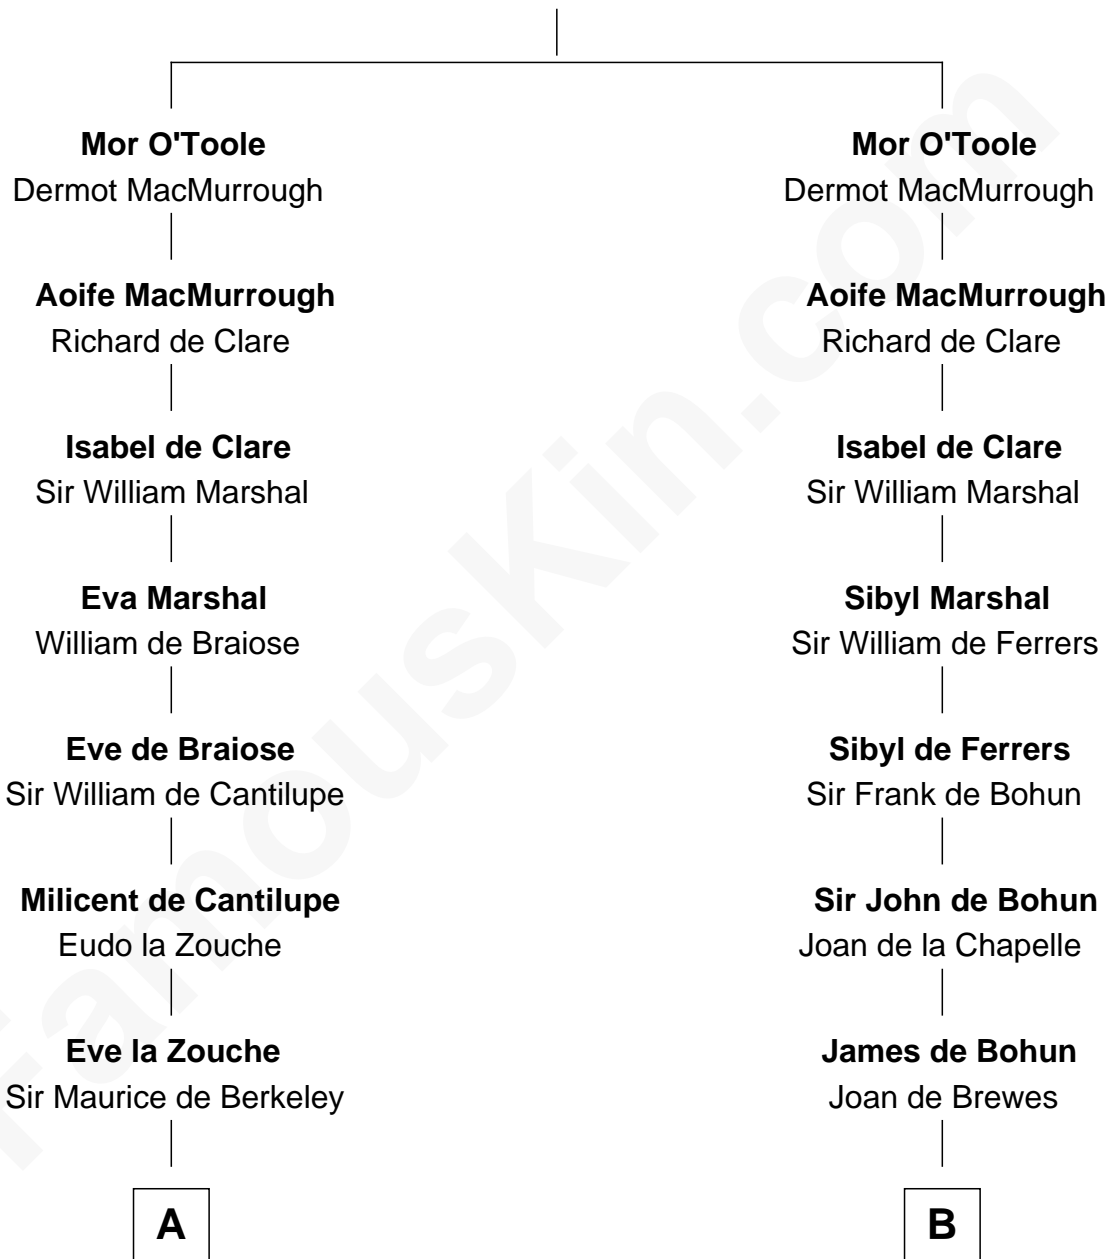 Mor O'Toole
Dermot MacMurrough
Aoife MacMurrough
Richard de Clare
Isabel de Clare
Sir William Marshal
Eva Marshal
William de Braiose
Eve de Braiose
Sir William de Cantilupe
Milicent de Cantilupe
Eudo la Zouche
Eve la Zouche
Sir Maurice de Berkeley
A
Mor O'Toole
Dermot MacMurrough
Aoife MacMurrough
Richard de Clare
Isabel de Clare
Sir William Marshal
Sibyl Marshal
Sir William de Ferrers
Sibyl de Ferrers
Sir Frank de Bohun
Sir John de Bohun
Joan de la Chapelle
James de Bohun
Joan de Brewes
B
FamousKin.com